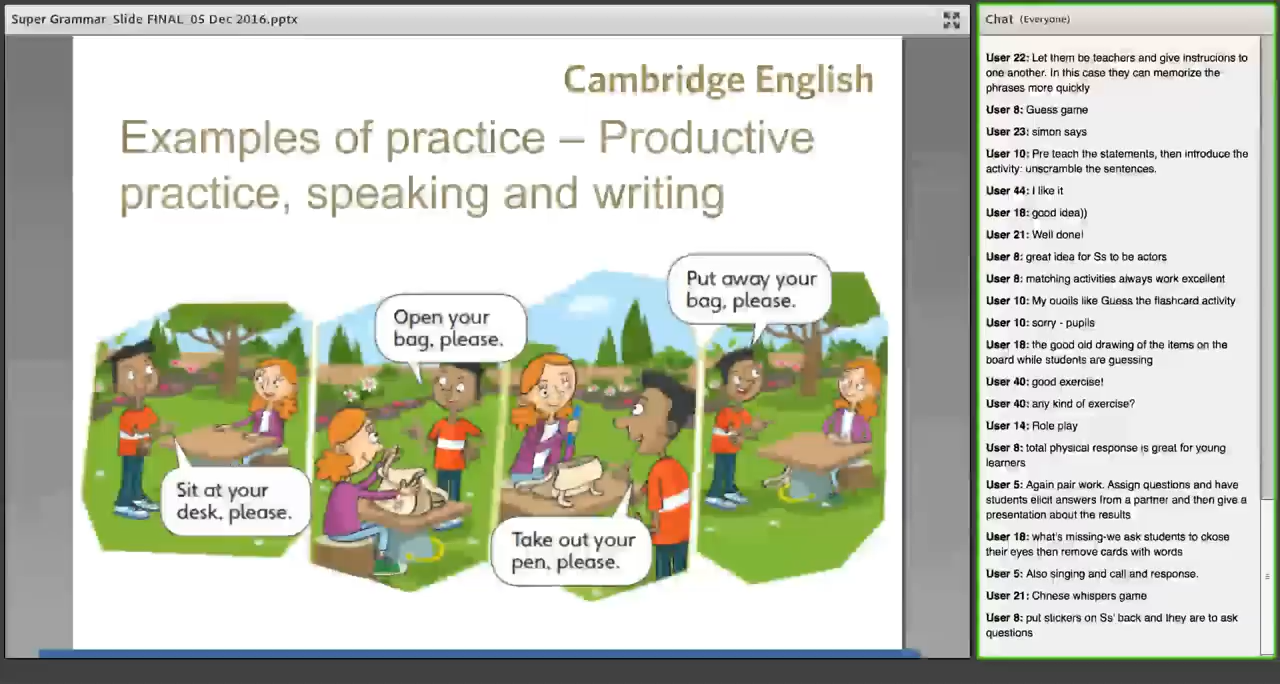 Super Grammar Slide FINAL 05 Dec 2016.pptx
Cambridge English
Examples of practice – Productive
practice, speaking and writing
Sit at your
desk, please.
Open your
bag, please.
Take out your
pen, please.
Put away your
bag, please.
Chat (Everyone)
User 22: Let them be teachers and give instrucions to
one another. In this case they can memorize the
phrases more quickly
User 8: Guess game
User 23: simon says
User 10: Pre teach the statements, then introduce the
activity: unscramble the sentences.
User 44: I like it
User 18: good idea))
User 21: Well done!
User 8: great idea for Ss to be actors
User 8: matching activities always work excellent
User 10: My ouoils like Guess the flashcard activity
User 10: sorry - pupils
User 18: the good old drawing of the items on the
board while students are guessing
User 40: good exercise!
User 40: any kind of exercise?
User 14: Role play
User 8: total physical response is great for young
learners
User 5: Again pair work. Assign questions and have
students elicit answers from a partner and then give a
presentation about the results
User 18: what's missing-we ask students to ckose
their eyes then remove cards with words
User 5: Also singing and call and response.
User 21: Chnese whispers game
User 8: put stickers on Ss' back and they are to ask
questions